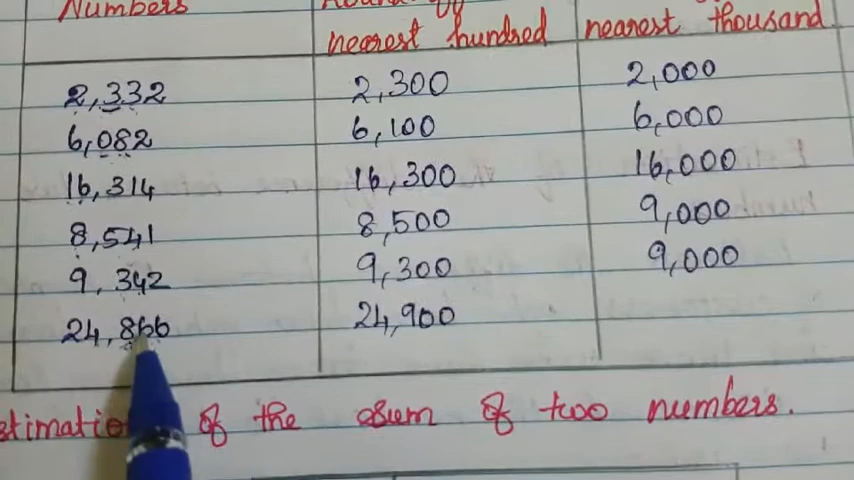 Numbers
nearest hundred nearest thousand
2,332 2,300 2,000
6,082 6,100 6,000
16,314 16,300 16,000
8,541 8,500 9,000
9,342 9,300 9,000
24,866 24,900
of the sum of two numbers.